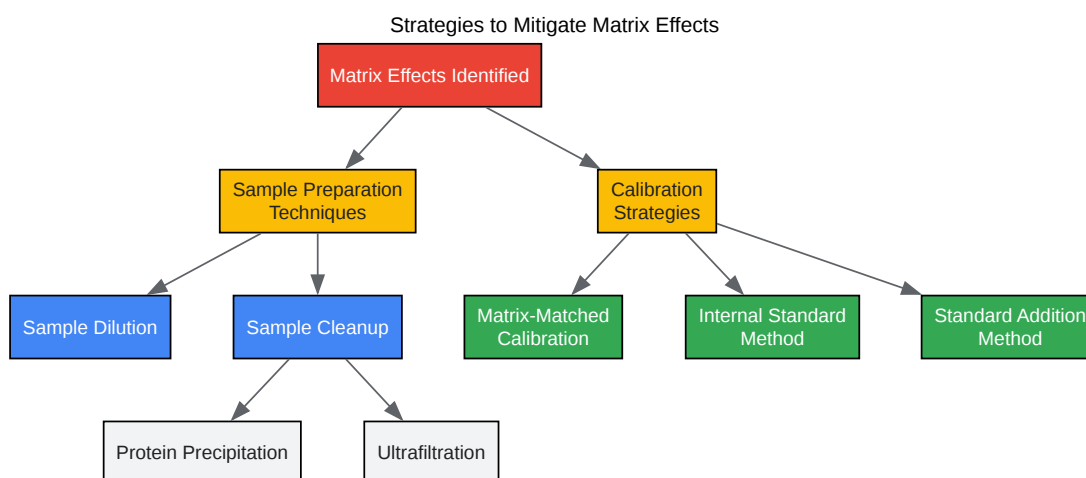 Strategies to Mitigate Matrix Effects
Matrix Effects Identified
Sample Preparation
Techniques
Calibration
Strategies
Sample Dilution
Sample Cleanup
Matrix-Matched
Calibration
Internal Standard
Method
Standard Addition
Method
Protein Precipitation
Ultrafiltration